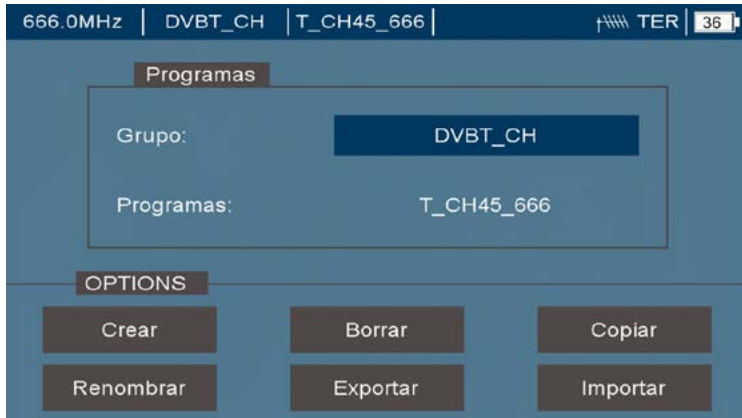 666.0MHz DVBT_CH T_CH45_666 TER 36
Programas
Grupo: DVBT_CH
Programas: T_CH45_666
OPTIONS
Crear Borrar Copiar
Renombrar Exportar Importar